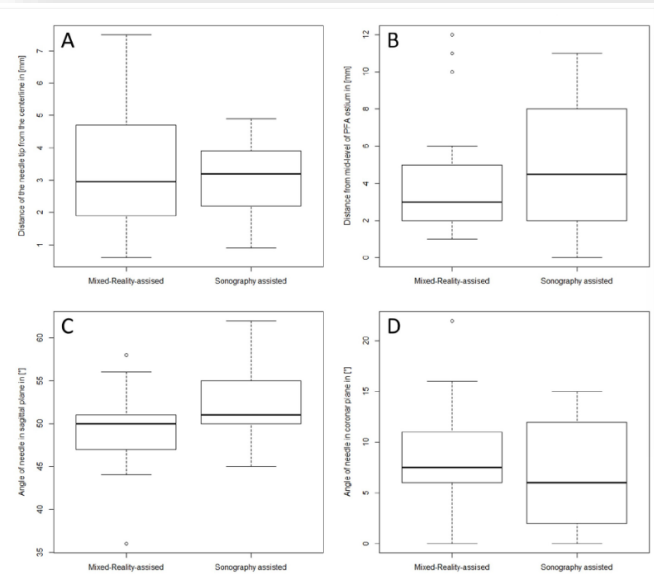 A
Distance of the needle tip from the centerline in [mm]
7
6
5
4
3
2
1
Mixed-Reality-assised
Sonography assisted
B
Distance from mid-level of PFA ostium in [mm]
12
10
8
6
4
2
0
Mixed-Reality-assised
Sonography assisted
C
Angle of needle in sagittal plane in [°]
60
55
50
45
40
35
Mixed-Reality-assised
Sonography assisted
D
Angle of needle in coronar plane in [°]
20
15
10
5
0
Mixed-Reality-assised
Sonography assisted